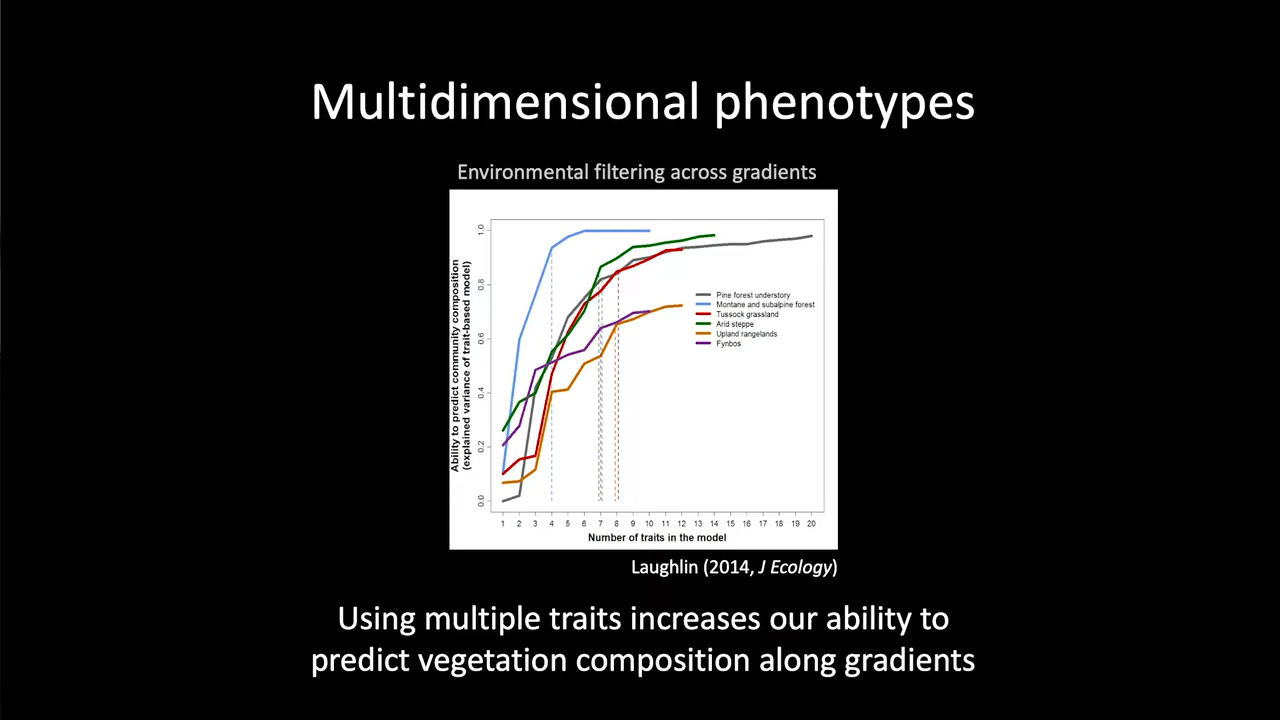 Multidimensional phenotypes
Environmental filtering across gradients
Ability to predict community composition
(explained variance of trait-based model)
1.0
0.8
0.6
0.4
0.2
0.0
Pine forest understory
Montane and subalpine forest
Tussock grassland
Arid steppe
Upland rangelands
Fynbos
1 2 3 4 5 6 7 8 9 10 11 12 13 14 15 16 17 18 19 20
Number of traits in the model
Laughlin (2014, J Ecology)
Using multiple traits increases our ability to
predict vegetation composition along gradients